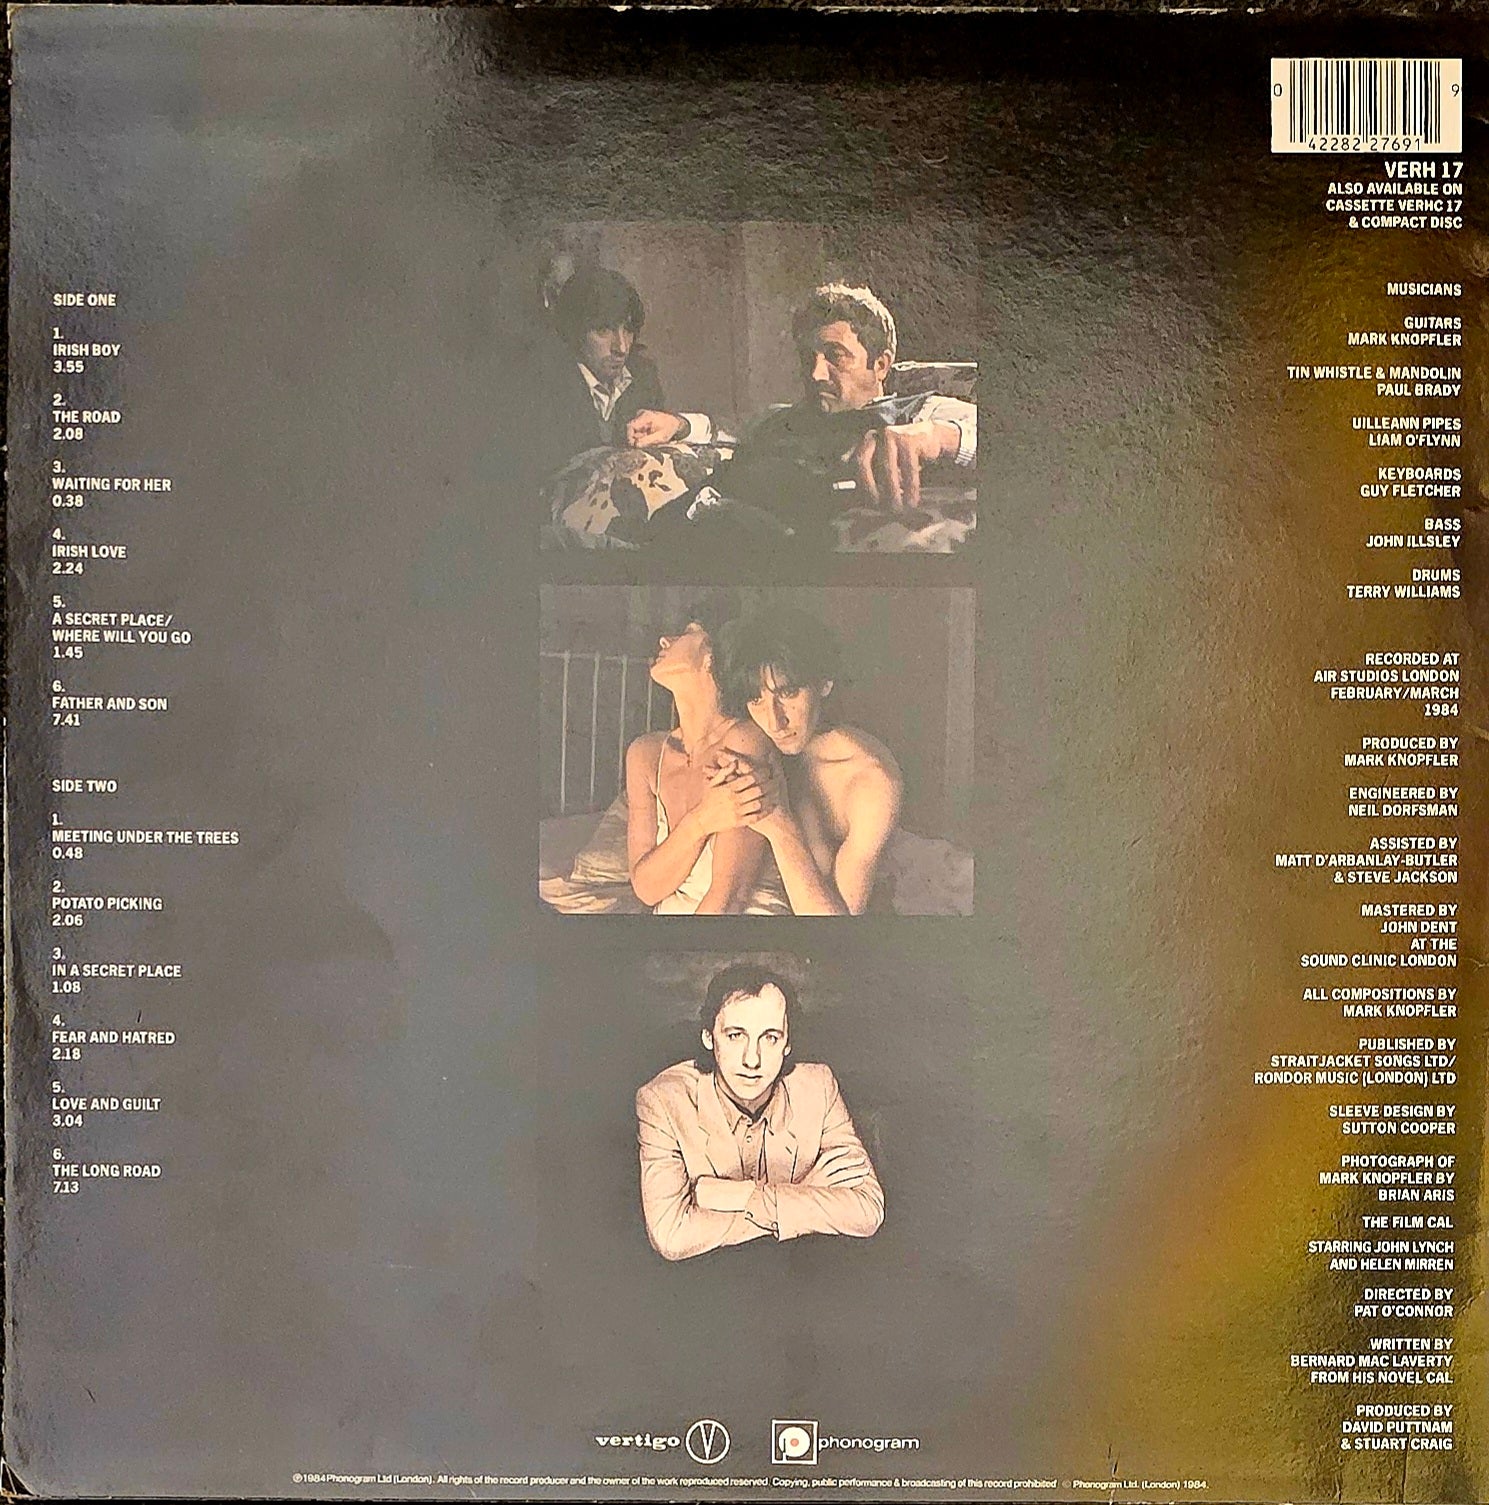 SIDE ONE
1.
IRISH BOY
3.55
2.
THE ROAD
2.08
3.
WAITING FOR HER
0.38
4.
IRISH LOVE
2.24
5.
A SECRET PLACE/
WHERE WILL YOU GO
1.45
6.
FATHER AND SON
7.41
SIDE TWO
1.
MEETING UNDER THE TREES
0.48
2.
POTATO PICKING
2.06
3.
IN A SECRET PLACE
1.08
4.
FEAR AND HATRED
2.18
5.
LOVE AND GUILT
3.04
6.
THE LONG ROAD
7.13
0 42282 27691 9
VERH 17
ALSO AVAILABLE ON
CASSETTE VERHC 17
& COMPACT DISC
MUSICIANS
GUITARS
MARK KNOPFLER
TIN WHISTLE & MANDOLIN
PAUL BRADY
UILLEANN PIPES
LIAM O'FLYNN
KEYBOARDS
GUY FLETCHER
BASS
JOHN ILLSLEY
DRUMS
TERRY WILLIAMS
RECORDED AT
AIR STUDIOS LONDON
FEBRUARY/MARCH
1984
PRODUCED BY
MARK KNOPFLER
ENGINEERED BY
NEIL DORFSMAN
ASSISTED BY
MATT D'ARBANLAY-BUTLER
& STEVE JACKSON
MASTERED BY
JOHN DENT
AT THE
SOUND CLINIC LONDON
ALL COMPOSITIONS BY
MARK KNOPFLER
PUBLISHED BY
STRAITJACKET SONGS LTD/
RONDOR MUSIC (LONDON) LTD
SLEEVE DESIGN BY
SUTTON COOPER
PHOTOGRAPH OF
MARK KNOPFLER BY
BRIAN ARIS
THE FILM CAL
STARRING JOHN LYNCH
AND HELEN MIRREN
DIRECTED BY
PAT O'CONNOR
WRITTEN BY
BERNARD MAC LAVERTY
FROM HIS NOVEL CAL
PRODUCED BY
DAVID PUTTNAM
& STUART CRAIG
vertigo V phonogram
℗1984 Phonogram Ltd (London). All rights of the record producer and the owner of the work reproduced reserved. Copying, public performance & broadcasting of this record prohibited © Phonogram Ltd. (London) 1984.